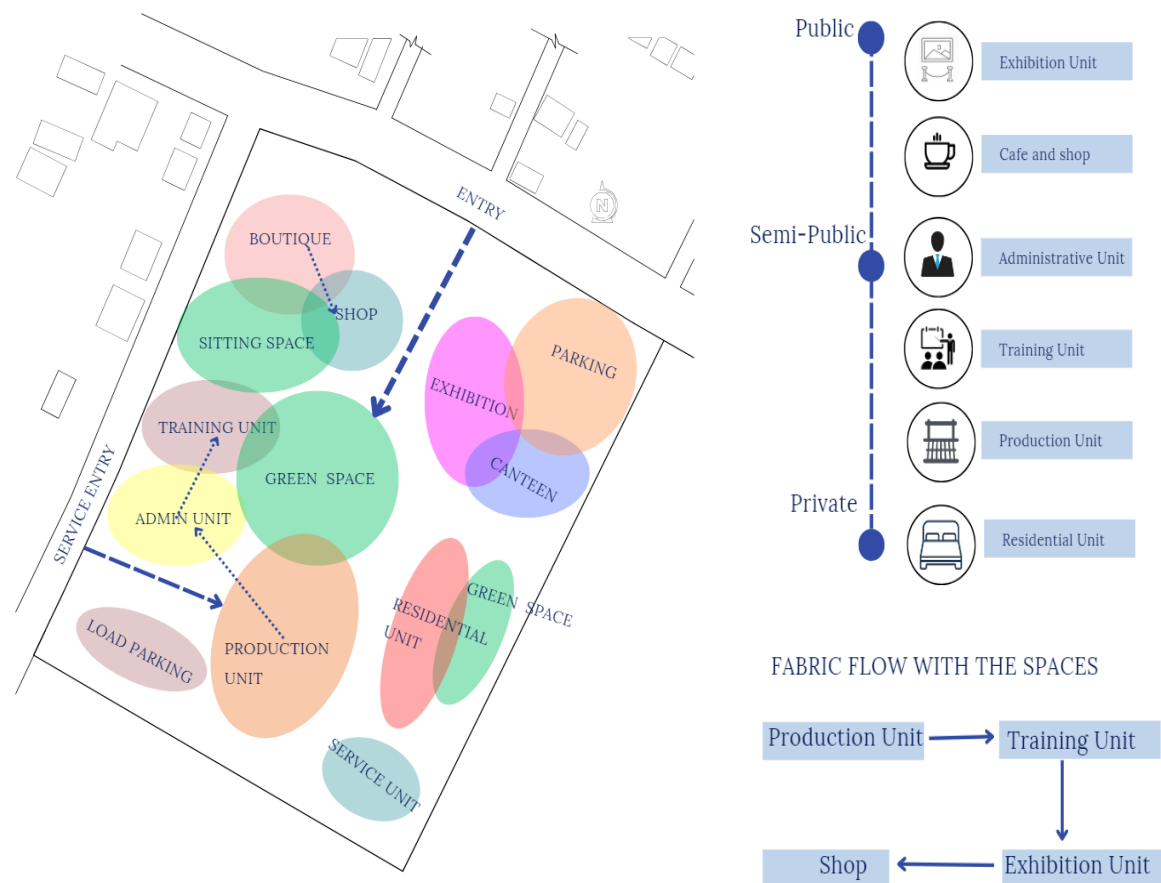 ENTRY
N
BOUTIQUE
SHOP
SITTING SPACE
PARKING
EXHIBITION
TRAINING UNIT
GREEN SPACE
CANTEEN
ADMIN UNIT
SERVICE ENTRY
GREEN SPACE
RESIDENTIAL
UNIT
LOAD PARKING
PRODUCTION
UNIT
SERVICE UNIT
Public
Exhibition Unit
Cafe and shop
Semi-Public
Administrative Unit
Training Unit
Production Unit
Private
Residential Unit
FABRIC FLOW WITH THE SPACES
Production Unit
Training Unit
Shop
Exhibition Unit